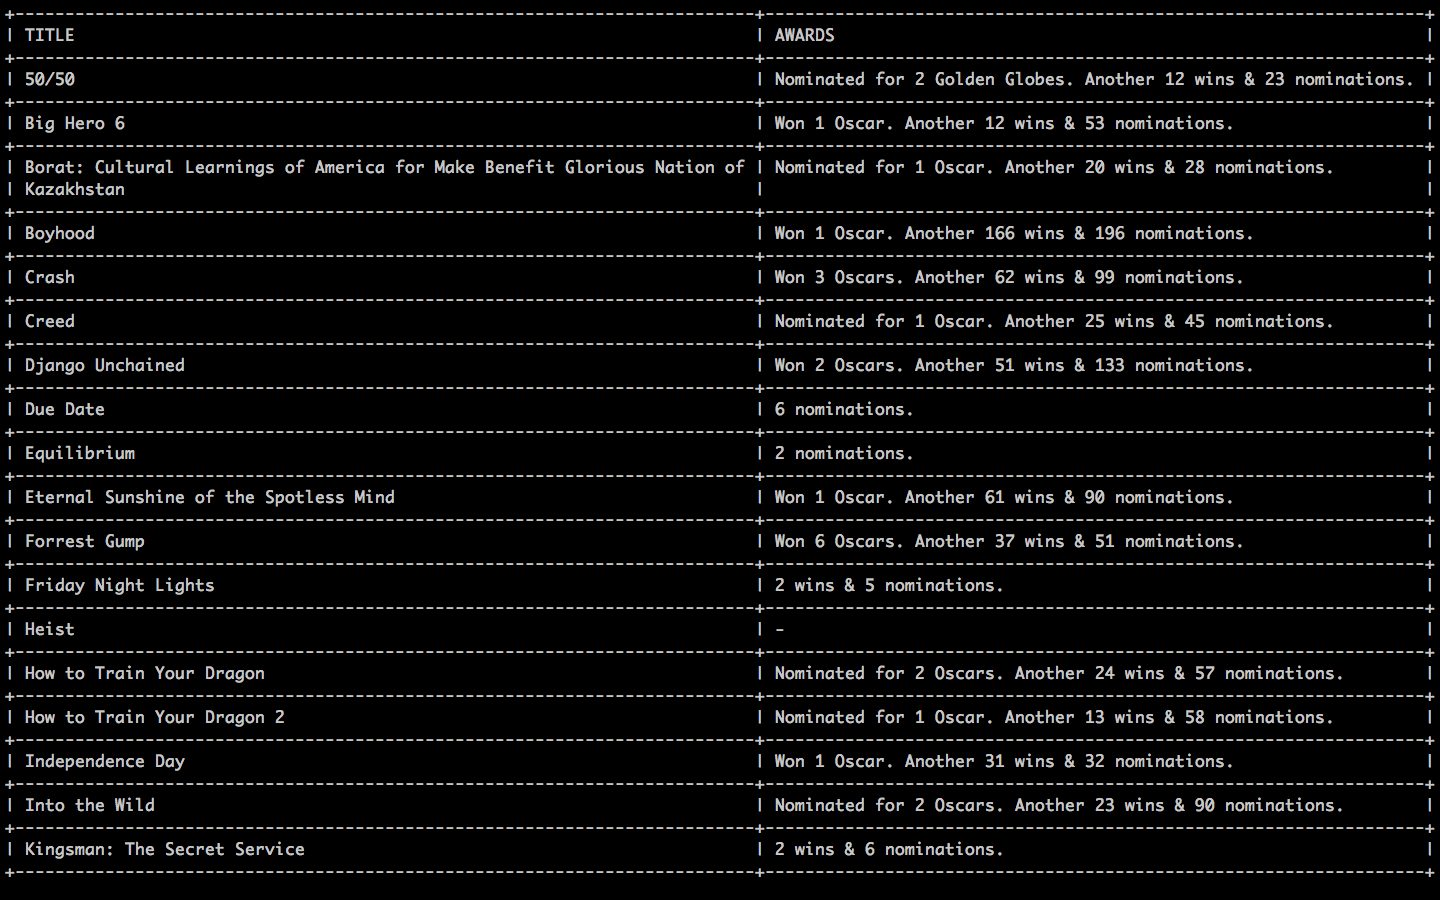 TITLE | AWARDS
50/50 | Nominated for 2 Golden Globes. Another 12 wins & 23 nominations.
Big Hero 6 | Won 1 Oscar. Another 12 wins & 53 nominations.
Borat: Cultural Learnings of America for Make Benefit Glorious Nation of | Nominated for 1 Oscar. Another 20 wins & 28 nominations.
Kazakhstan |
Boyhood | Won 1 Oscar. Another 166 wins & 196 nominations.
Crash | Won 3 Oscars. Another 62 wins & 99 nominations.
Creed | Nominated for 1 Oscar. Another 25 wins & 45 nominations.
Django Unchained | Won 2 Oscars. Another 51 wins & 133 nominations.
Due Date | 6 nominations.
Equilibrium | 2 nominations.
Eternal Sunshine of the Spotless Mind | Won 1 Oscar. Another 61 wins & 90 nominations.
Forrest Gump | Won 6 Oscars. Another 37 wins & 51 nominations.
Friday Night Lights | 2 wins & 5 nominations.
Heist | -
How to Train Your Dragon | Nominated for 2 Oscars. Another 24 wins & 57 nominations.
How to Train Your Dragon 2 | Nominated for 1 Oscar. Another 13 wins & 58 nominations.
Independence Day | Won 1 Oscar. Another 31 wins & 32 nominations.
Into the Wild | Nominated for 2 Oscars. Another 23 wins & 90 nominations.
Kingsman: The Secret Service | 2 wins & 6 nominations.